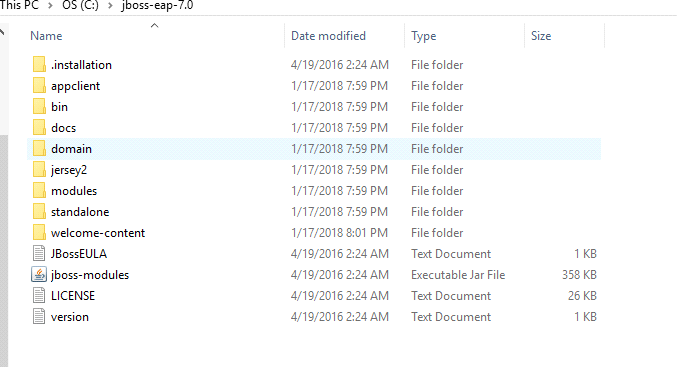 This PC > OS (C:) > jboss-eap-7.0
Name Date modified Type Size
.installation 4/19/2016 2:24 AM File folder
appclient 1/17/2018 7:59 PM File folder
bin 1/17/2018 7:59 PM File folder
docs 1/17/2018 7:59 PM File folder
domain 1/17/2018 7:59 PM File folder
jersey2 1/17/2018 7:59 PM File folder
modules 1/17/2018 7:59 PM File folder
standalone 1/17/2018 7:59 PM File folder
welcome-content 1/17/2018 8:01 PM File folder
JBossEULA 4/19/2016 2:24 AM Text Document 1 KB
jboss-modules 4/19/2016 2:24 AM Executable Jar File 358 KB
LICENSE 4/19/2016 2:24 AM Text Document 26 KB
version 4/19/2016 2:24 AM Text Document 1 KB